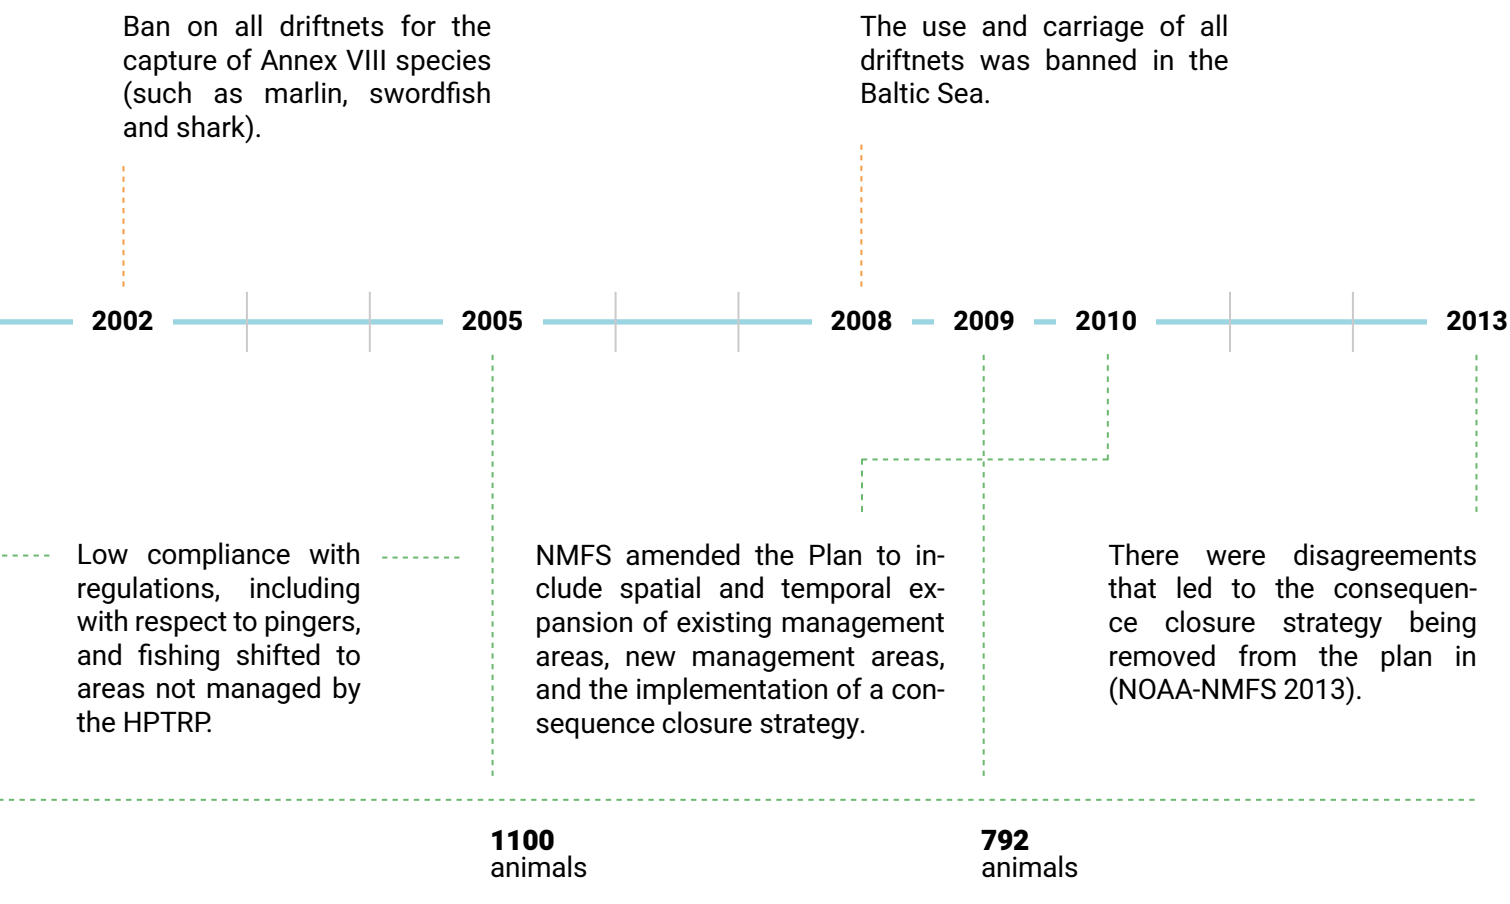 Ban on all driftnets for the
capture of Annex VIII species
(such as marlin, swordfish
and shark).
The use and carriage of all
driftnets was banned in the
Baltic Sea.
2002
2005
2008
2009
2010
2013
Low compliance with
regulations, including
with respect to pingers,
and fishing shifted to
areas not managed by
the HPTRP.
NMFS amended the Plan to in-
clude spatial and temporal ex-
pansion of existing management
areas, new management areas,
and the implementation of a con-
sequence closure strategy.
There were disagreements
that led to the consequen-
ce closure strategy being
removed from the plan in
(NOAA-NMFS 2013).
1100
animals
792
animals